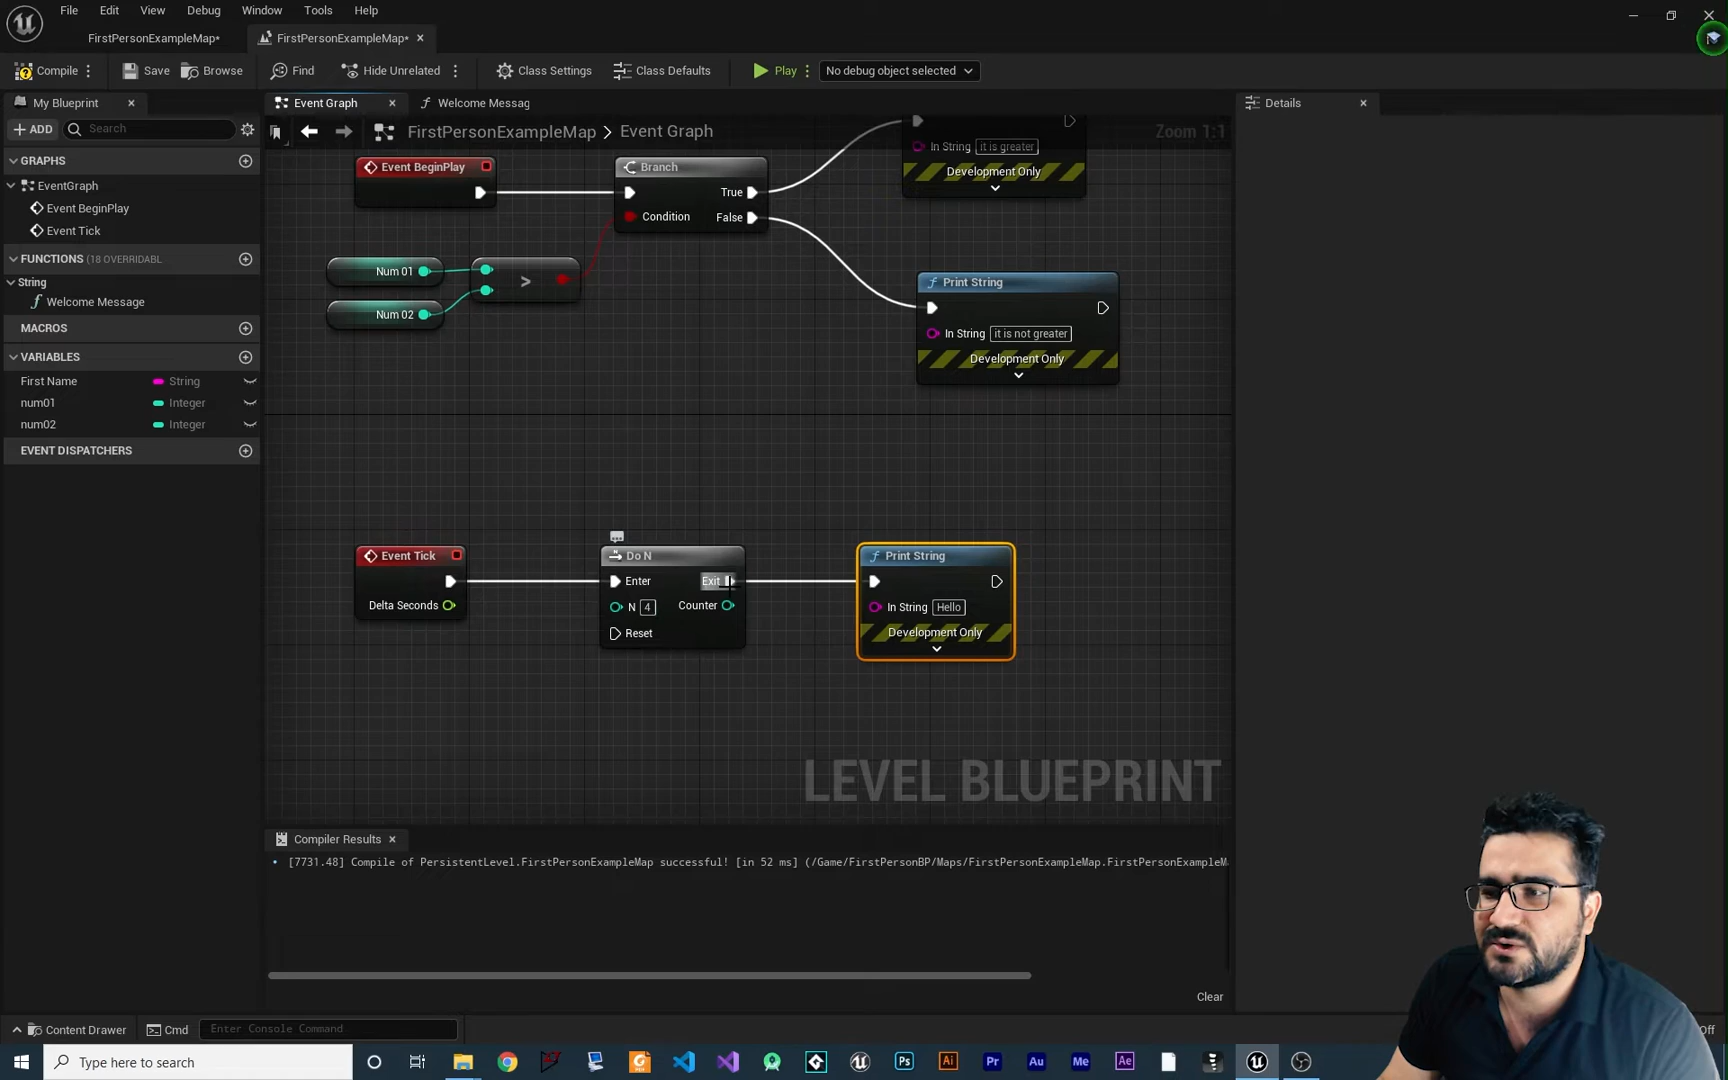 File Edit View Debug Window Tools Help
FirstPersonExampleMap* FirstPersonExampleMap*
Compile Save Browse Find Hide Unrelated Class Settings Class Defaults Play No debug object selected
My Blueprint Event Graph Welcome Messag Details
ADD Search FirstPersonExampleMap > Event Graph Zoom 1:1
GRAPHS
EventGraph
Event BeginPlay
Event Tick
FUNCTIONS (18 OVERRIDABL
String
Welcome Message
MACROS
VARIABLES
First Name String
num01 Integer
num02 Integer
EVENT DISPATCHERS
Event BeginPlay
Branch
True
Condition False
In String it is greater
Development Only
Num 01
Num 02
>
Print String
In String it is not greater
Development Only
Event Tick
Delta Seconds
Do N
Enter Exit
N 4 Counter
Reset
Print String
In String Hello
Development Only
LEVEL BLUEPRINT
Compiler Results
[7731.48] Compile of PersistentLevel.FirstPersonExampleMap successful! [in 52 ms] (/Game/FirstPersonBP/Maps/FirstPersonExampleMap.FirstPersonExampleM
Clear
Content Drawer Cmd Enter Console Command Off
Type here to search Ps Ai Pr Au Me Ae